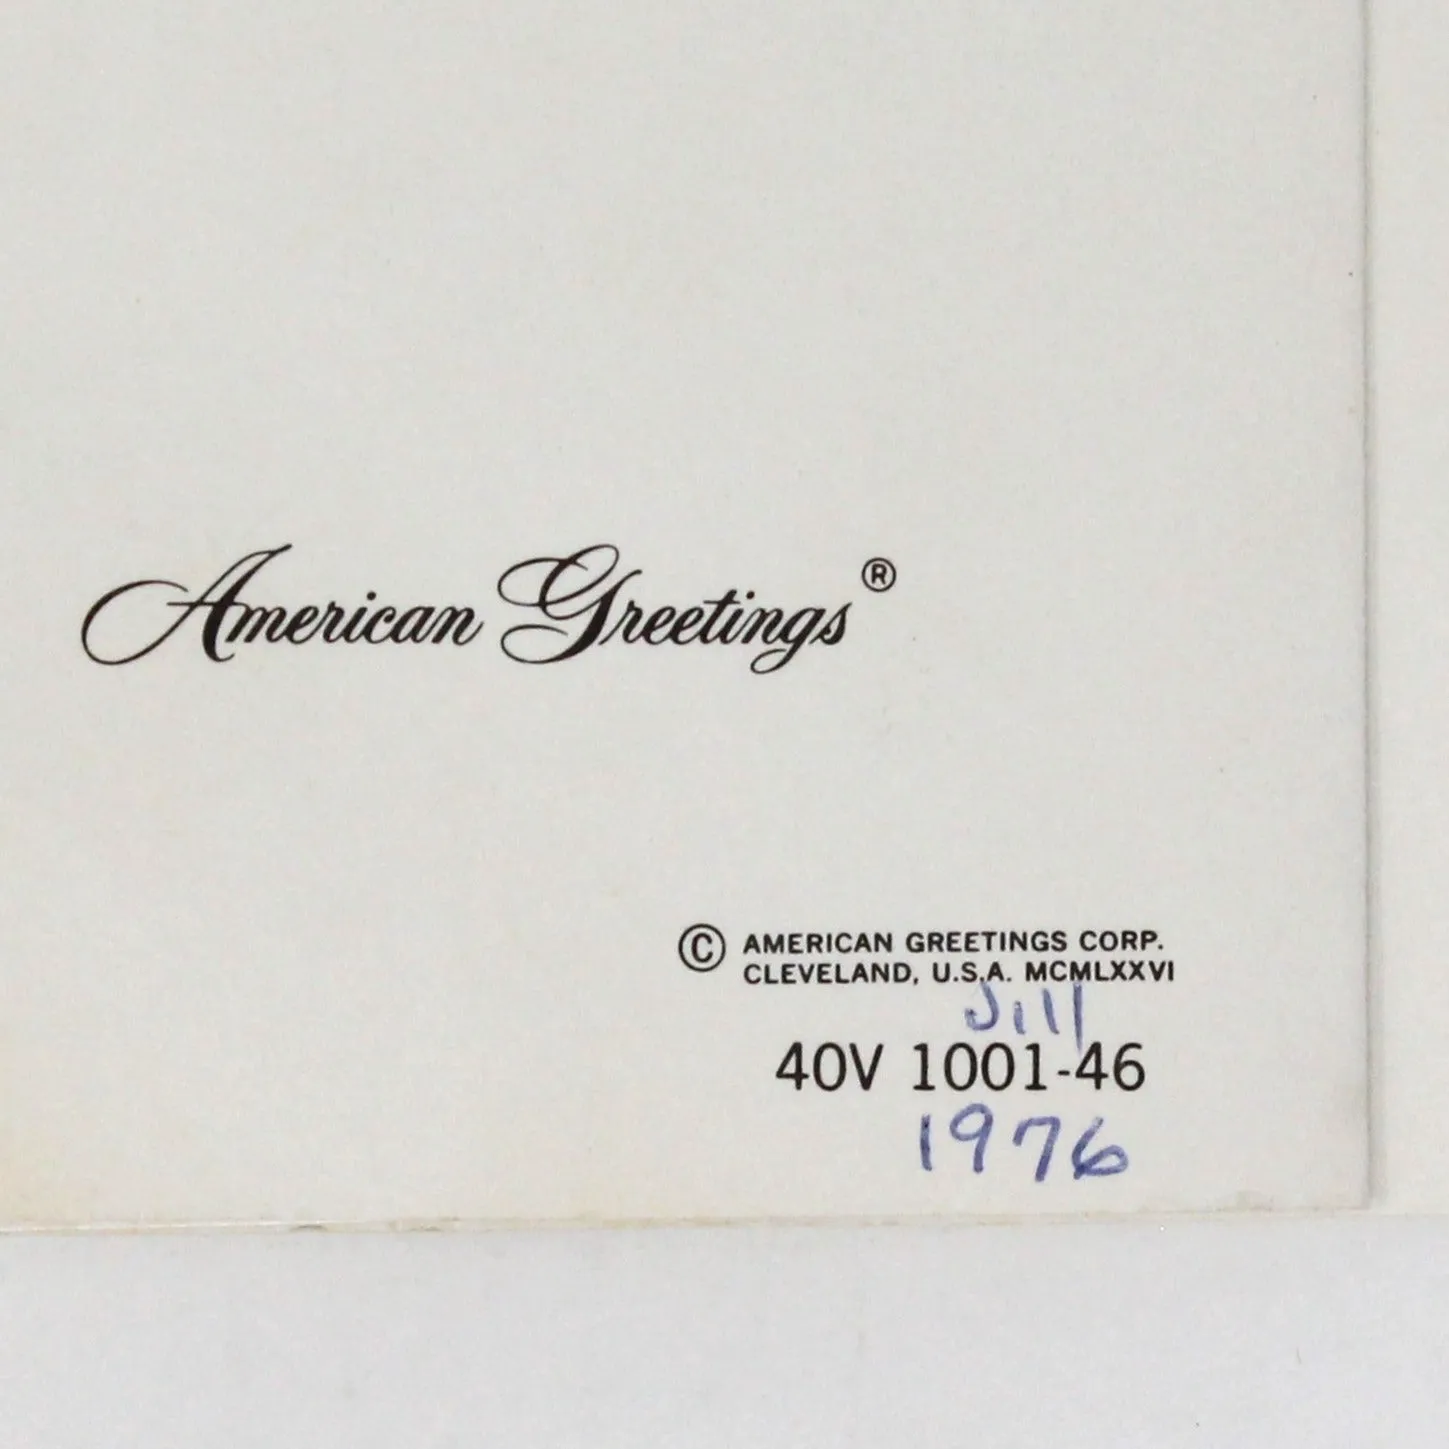 American Greetings®
© AMERICAN GREETINGS CORP.
CLEVELAND, U.S.A. MCMLXXVI
Jill
40V 1001-46
1976